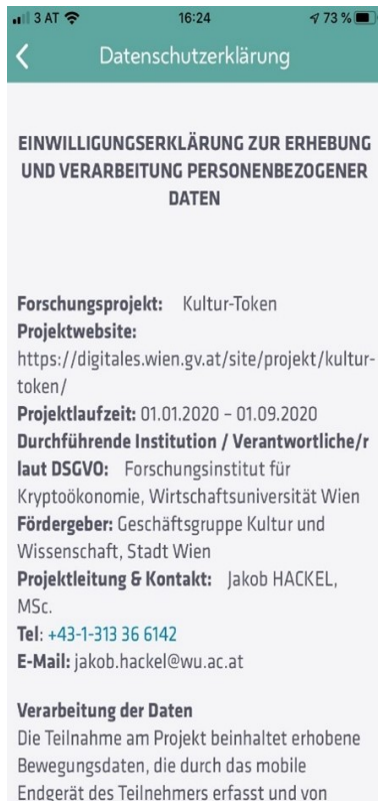 3 AT 16:24 73 %
Datenschutzerklärung
EINWILLIGUNGSERKLÄRUNG ZUR ERHEBUNG
UND VERARBEITUNG PERSONENBEZOGENER
DATEN
Forschungsprojekt: Kultur-Token
Projektwebsite:
https://digitales.wien.gv.at/site/projekt/kultur-
token/
Projektlaufzeit: 01.01.2020 – 01.09.2020
Durchführende Institution / Verantwortliche/r
laut DSGVO: Forschungsinstitut für
Kryptoökonomie, Wirtschaftsuniversität Wien
Fördergeber: Geschäftsgruppe Kultur und
Wissenschaft, Stadt Wien
Projektleitung & Kontakt: Jakob HACKEL,
MSc.
Tel: +43-1-313 36 6142
E-Mail: jakob.hackel@wu.ac.at
Verarbeitung der Daten
Die Teilnahme am Projekt beinhaltet erhobene
Bewegungsdaten, die durch das mobile
Endgerät des Teilnehmers erfasst und von